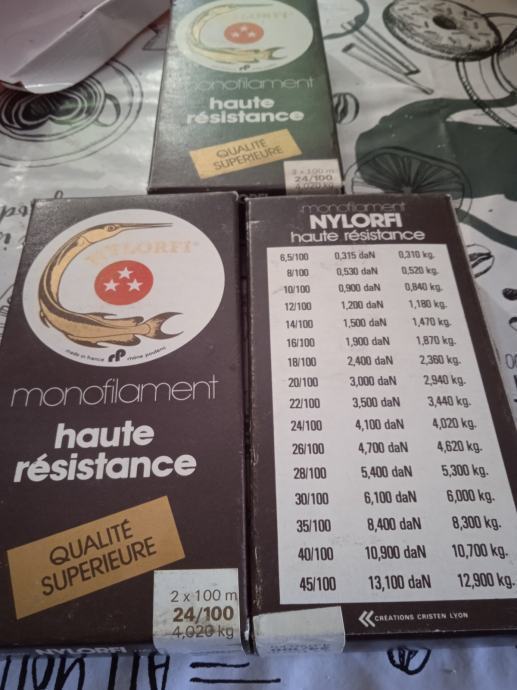 NYLORFI
monofilament
haute
résistance
QUALITÉ
SUPERIEURE
2 x 100 m
24/100
4,020 kg
NYLORFI®
made in france rP rhône poulenc
monofilament
haute
résistance
QUALITÉ
SUPERIEURE
2 x 100 m
24/100
4,020 kg
monofilament
NYLORFI
haute résistance
6,5/100 0,315 daN 0,310 kg.
8/100 0,530 daN 0,520 kg.
10/100 0,900 daN 0,840 kg.
12/100 1,200 daN 1,180 kg.
14/100 1,500 daN 1,470 kg.
16/100 1,900 daN 1,870 kg.
18/100 2,400 daN 2,360 kg.
20/100 3,000 daN 2,940 kg.
22/100 3,500 daN 3,440 kg.
24/100 4,100 daN 4,020 kg.
26/100 4,700 daN 4,620 kg.
28/100 5,400 daN 5,300 kg.
30/100 6,100 daN 6,000 kg.
35/100 8,400 daN 8,300 kg.
40/100 10,900 daN 10,700 kg.
45/100 13,100 daN 12,900 kg.
CREATIONS CRISTEN LYON